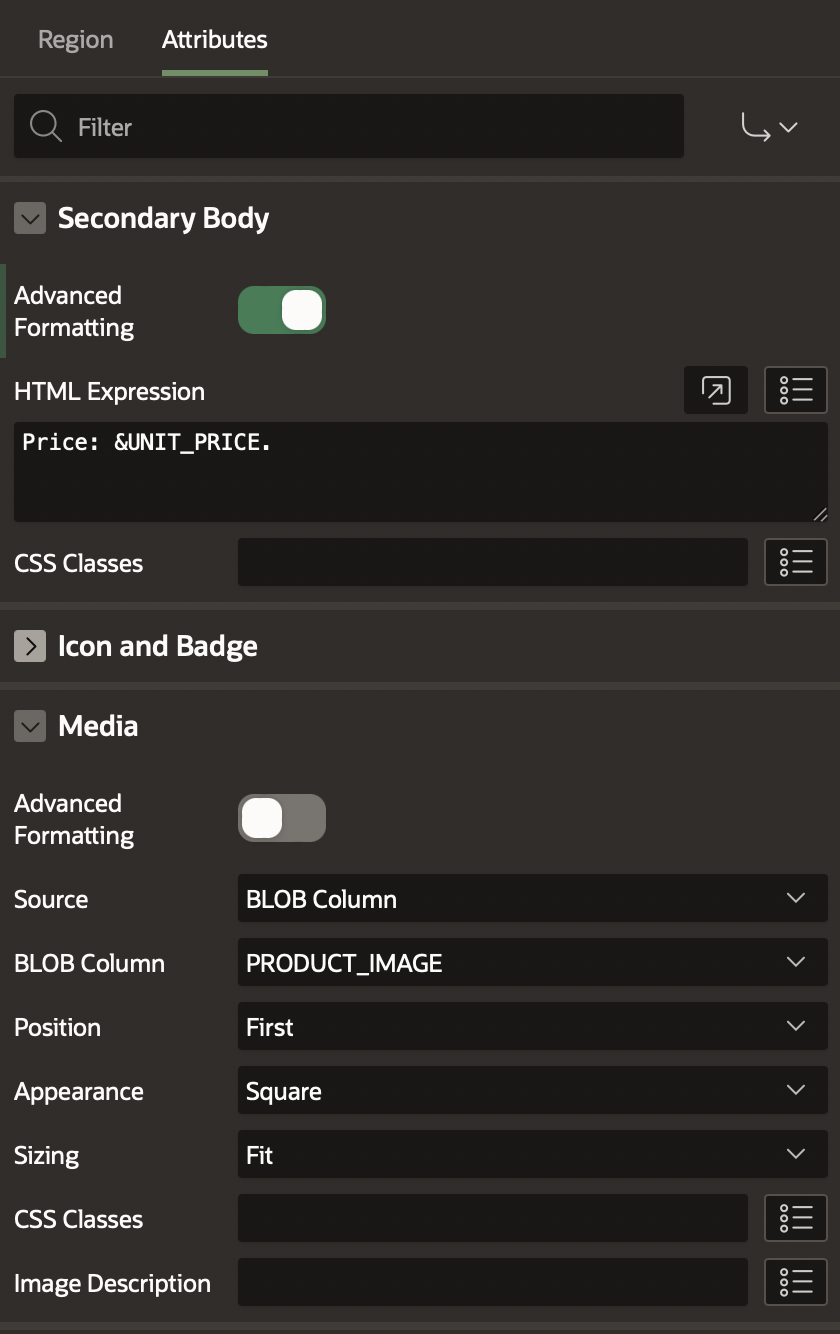 Region Attributes
Filter
Secondary Body
Advanced
Formatting
HTML Expression
Price: &UNIT_PRICE.
CSS Classes
Icon and Badge
Media
Advanced
Formatting
Source BLOB Column
BLOB Column PRODUCT_IMAGE
Position First
Appearance Square
Sizing Fit
CSS Classes
Image Description